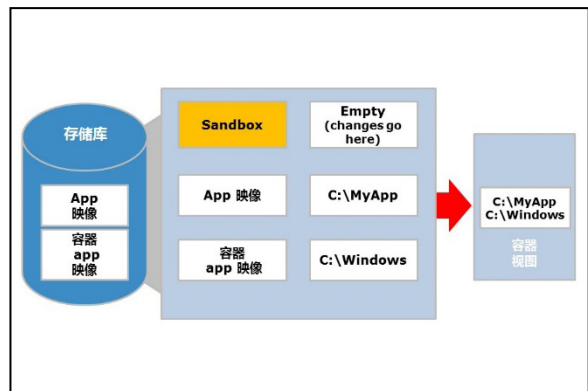 存储库
App
映像
容器
app
映像
Sandbox
Empty
(changes go
here)
App 映像
C:\MyApp
容器
app 映像
C:\Windows
C:\MyApp
C:\Windows
容器
视图